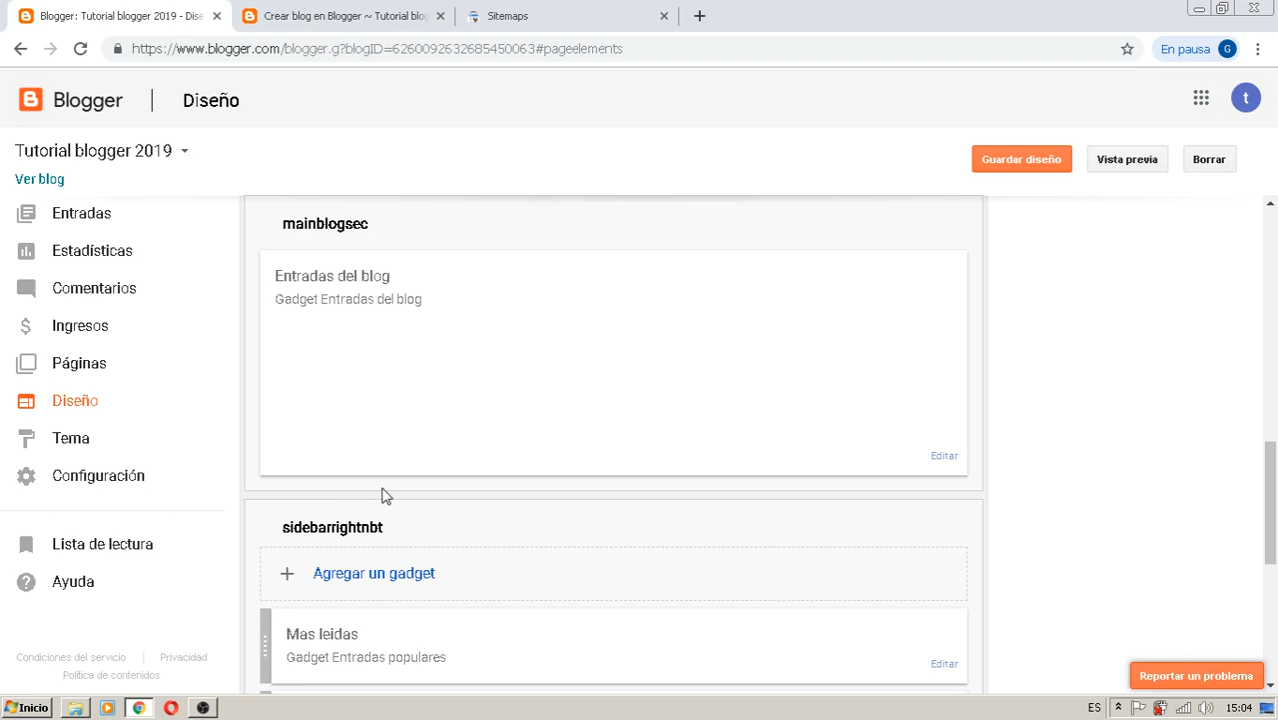 Blogger: Tutorial blogger 2019 - Dise
Crear blog en Blogger ~ Tutorial blog
Sitemaps
https://www.blogger.com/blogger.g?blogID=6260092632685450063#pageelements
En pausa
G
Blogger
Diseño
t
Tutorial blogger 2019
Ver blog
Guardar diseño
Vista previa
Borrar
Entradas
Estadísticas
Comentarios
Ingresos
Páginas
Diseño
Tema
Configuración
Lista de lectura
Ayuda
Condiciones del servicio
Privacidad
Política de contenidos
mainblogsec
Entradas del blog
Gadget Entradas del blog
Editar
sidebarrightnbt
+ Agregar un gadget
Mas leidas
Gadget Entradas populares
Editar
Reportar un problema
Inicio
ES
15:04